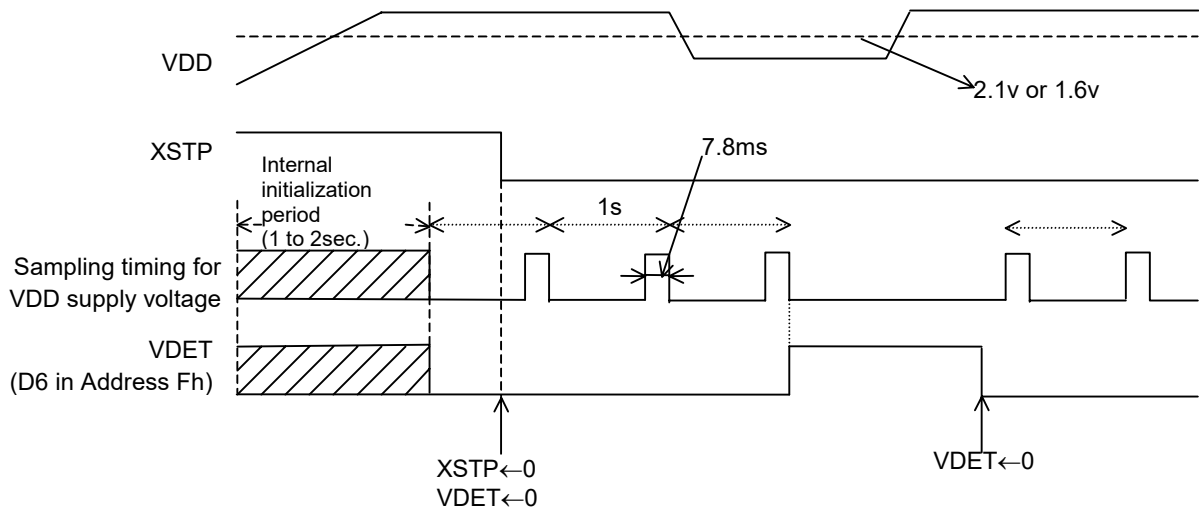 VDD
2.1v or 1.6v
XSTP
7.8ms
Internal
initialization
period
(1 to 2sec.)
1s
Sampling timing for
VDD supply voltage
VDET
(D6 in Address Fh)
XSTP←0
VDET←0
VDET←0